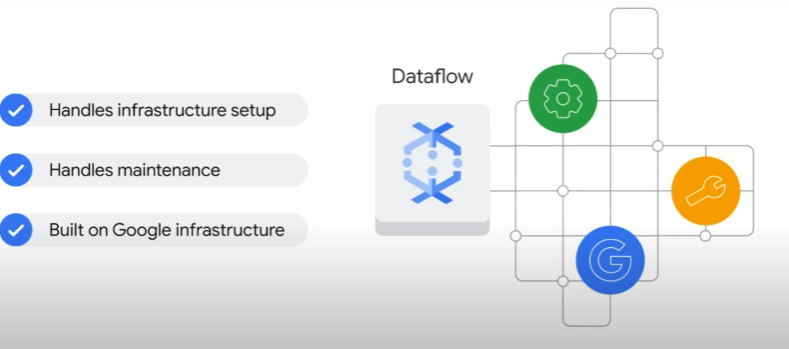 Dataflow
Handles infrastructure setup
Handles maintenance
Built on Google infrastructure
G